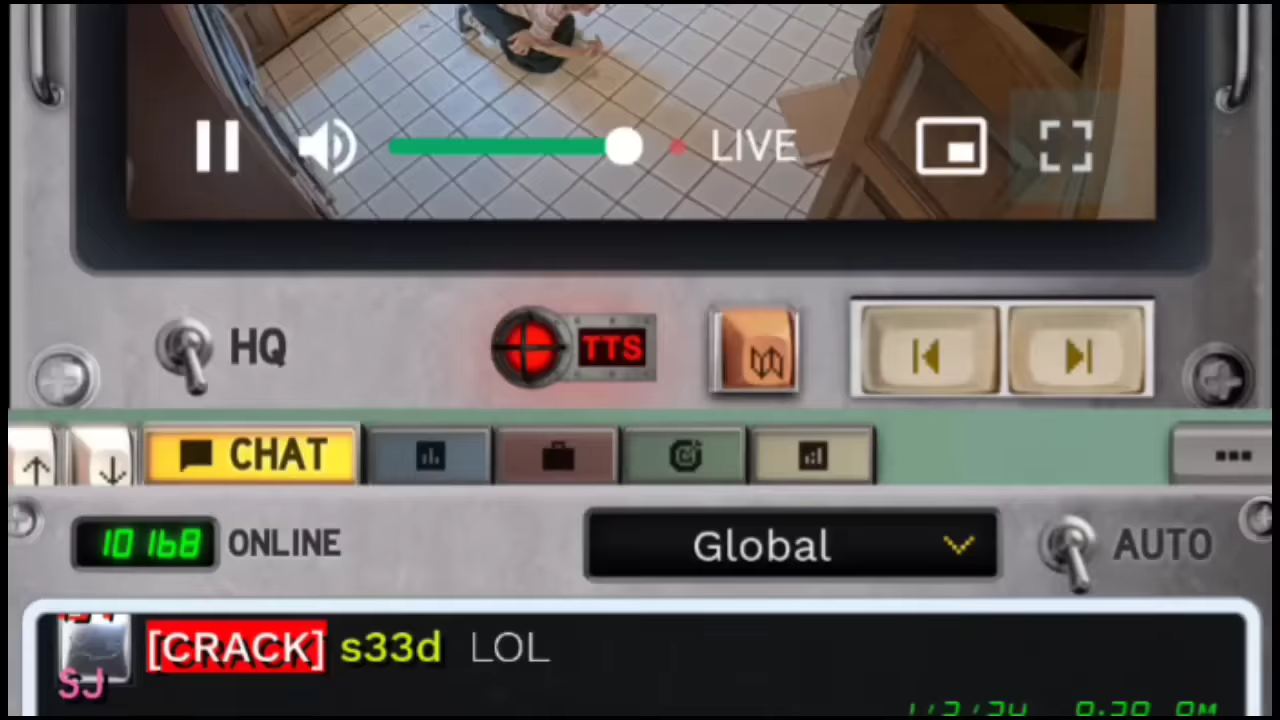 LIVE
HQ
TTS
CHAT
10168 ONLINE
Global
AUTO
[CRACK] s33d LOL
SJ